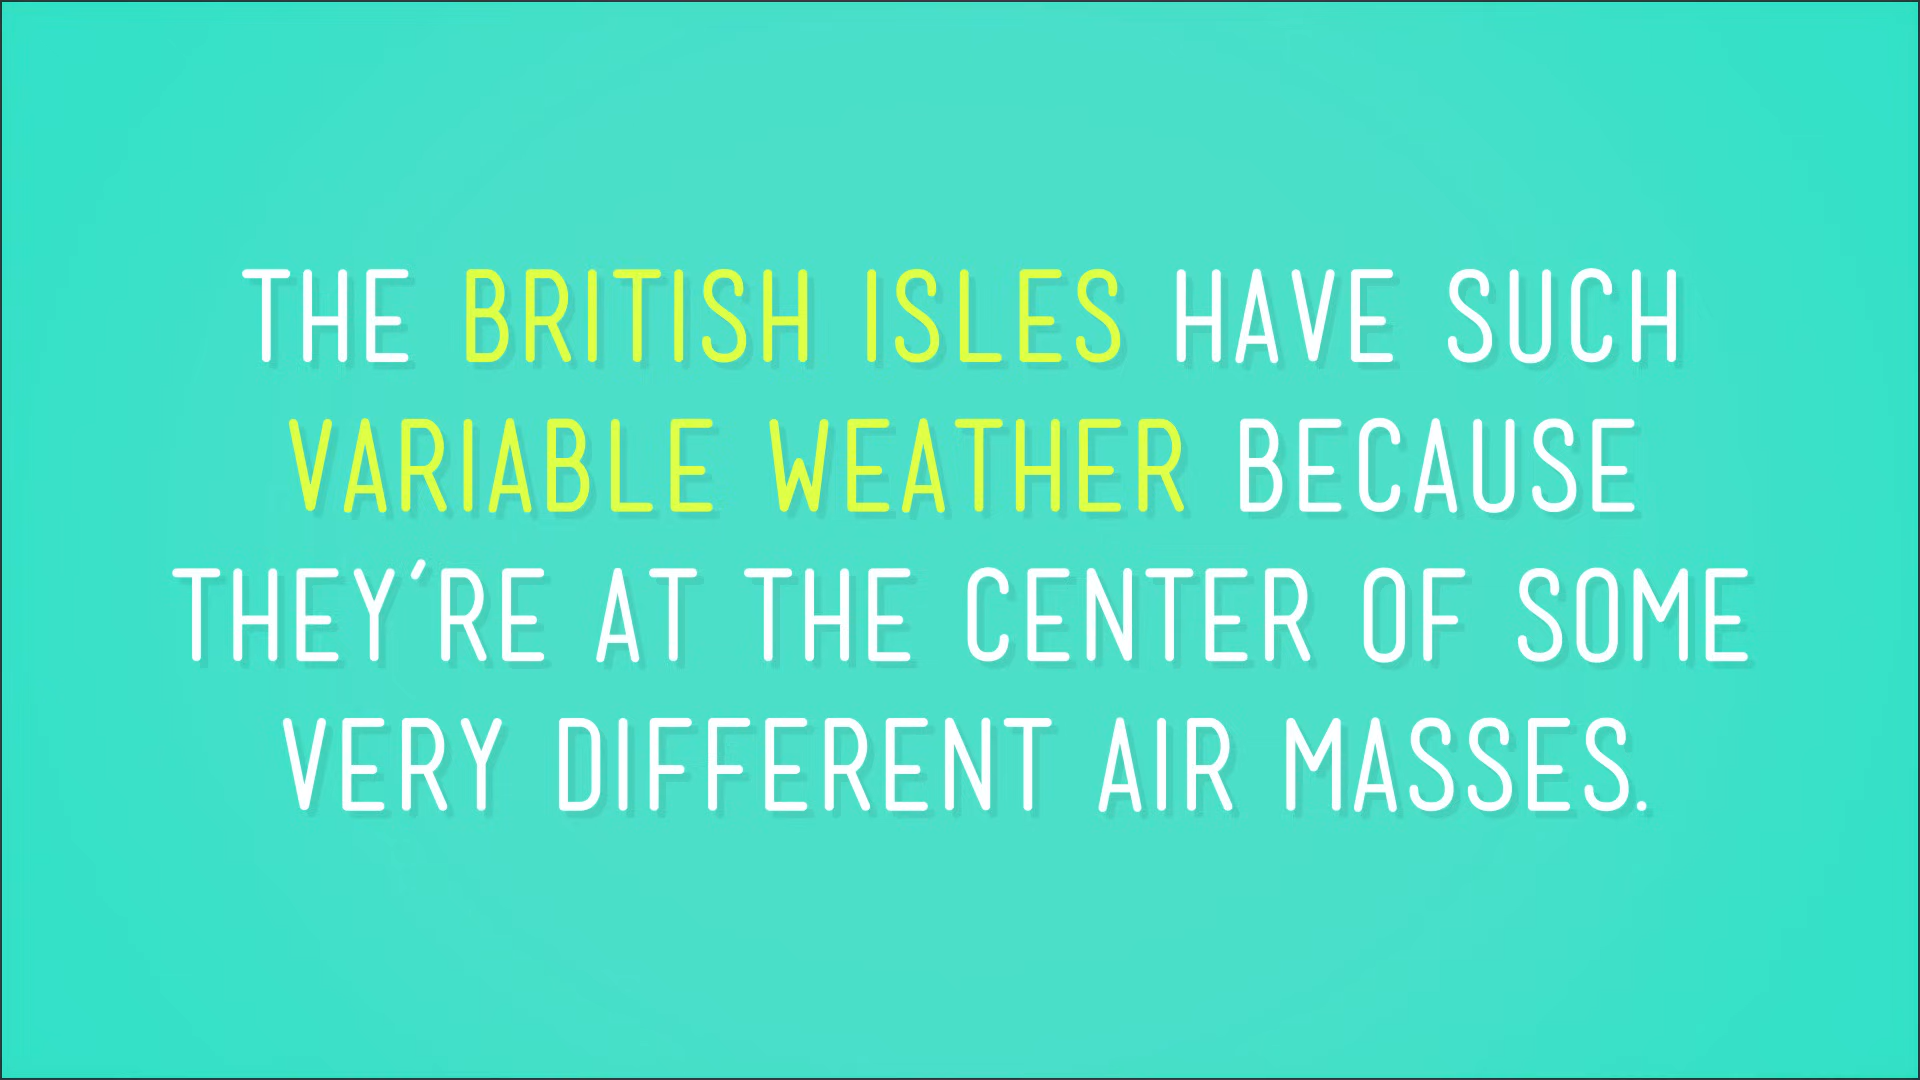 THE BRITISH ISLES HAVE SUCH
VARIABLE WEATHER BECAUSE
THEY'RE AT THE CENTER OF SOME
VERY DIFFERENT AIR MASSES.